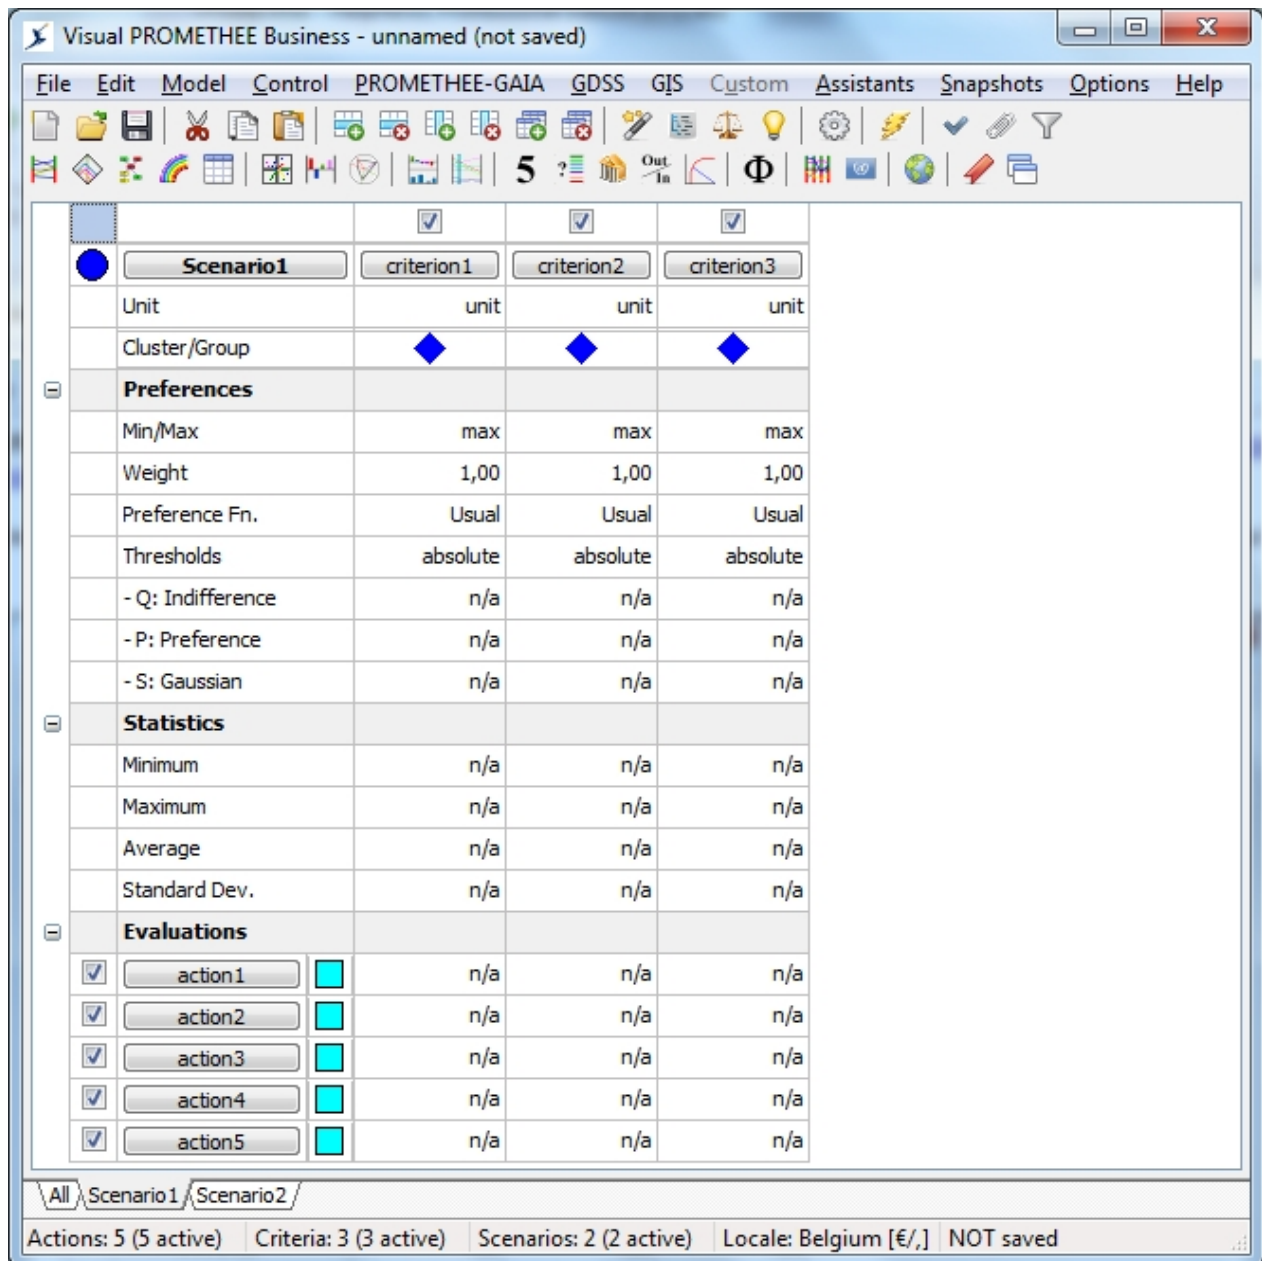 Visual PROMETHEE Business - unnamed (not saved)
File Edit Model Control PROMETHEE-GAIA GDSS GIS Custom Assistants Snapshots Options Help
5 ? Out In Φ
Scenario1 criterion1 criterion2 criterion3
Unit unit unit unit
Cluster/Group
Preferences
Min/Max max max max
Weight 1,00 1,00 1,00
Preference Fn. Usual Usual Usual
Thresholds absolute absolute absolute
- Q: Indifference n/a n/a n/a
- P: Preference n/a n/a n/a
- S: Gaussian n/a n/a n/a
Statistics
Minimum n/a n/a n/a
Maximum n/a n/a n/a
Average n/a n/a n/a
Standard Dev. n/a n/a n/a
Evaluations
action1 n/a n/a n/a
action2 n/a n/a n/a
action3 n/a n/a n/a
action4 n/a n/a n/a
action5 n/a n/a n/a
All Scenario1 Scenario2
Actions: 5 (5 active) Criteria: 3 (3 active) Scenarios: 2 (2 active) Locale: Belgium [€/,] NOT saved